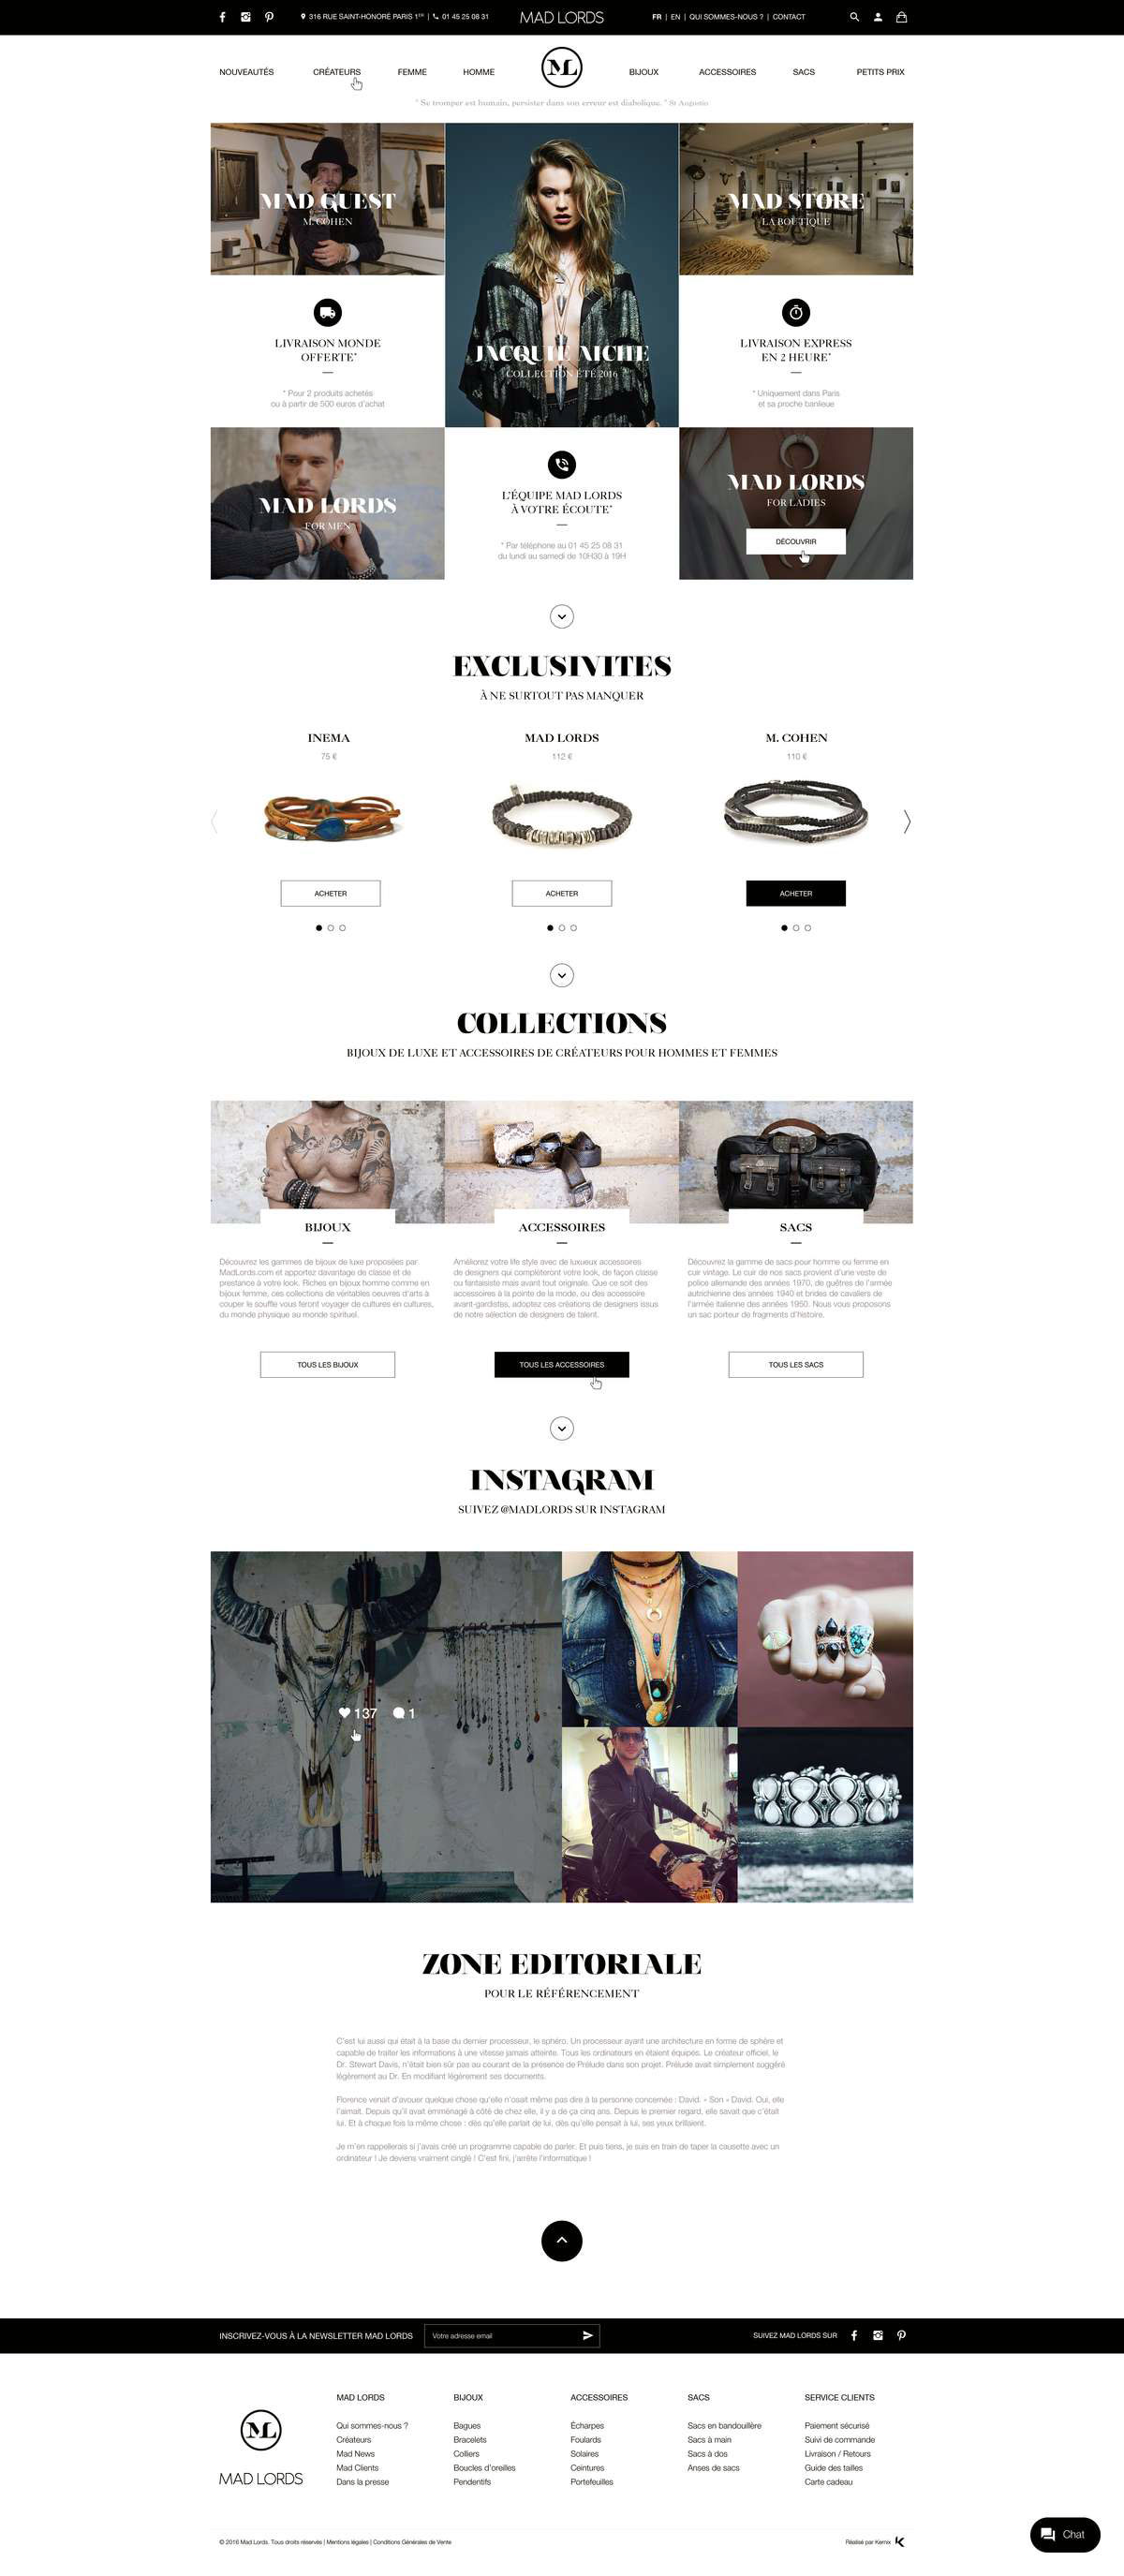 316 RUE SAINT-HONORÉ PARIS 1ER | 01 45 25 08 31
MAD LORDS
FR | EN | QUI SOMMES-NOUS ? | CONTACT
NOUVEAUTÉS
CRÉATEURS
FEMME
HOMME
ML
BIJOUX
ACCESSOIRES
SACS
PETITS PRIX
" Se tromper est humain, persister dans son erreur est diabolique. " St Augustin
MAD GUEST
M. COHEN
JACQUIE AICHE
COLLECTION ÉTÉ 2016
MAD STORE
LA BOUTIQUE
LIVRAISON MONDE
OFFERTE*
* Pour 2 produits achetés
ou à partir de 500 euros d'achat
LIVRAISON EXPRESS
EN 2 HEURE*
* Uniquement dans Paris
et sa proche banlieue
MAD LORDS
FOR MEN
L'ÉQUIPE MAD LORDS
À VOTRE ÉCOUTE*
* Par téléphone au 01 45 25 08 31
du lundi au samedi de 10H30 à 19H
MAD LORDS
FOR LADIES
DÉCOUVRIR
EXCLUSIVITES
À NE SURTOUT PAS MANQUER
INEMA
75 €
ACHETER
MAD LORDS
112 €
ACHETER
M. COHEN
110 €
ACHETER
COLLECTIONS
BIJOUX DE LUXE ET ACCESSOIRES DE CRÉATEURS POUR HOMMES ET FEMMES
BIJOUX
Découvrez les gammes de bijoux de luxe proposées par
MadLords.com et apportez davantage de classe et de
prestance à votre look. Riches en bijoux homme comme en
bijoux femme, ces collections de véritables oeuvres d'arts à
couper le souffle vous feront voyager de cultures en cultures,
du monde physique au monde spirituel.
TOUS LES BIJOUX
ACCESSOIRES
Améliorez votre life style avec de luxueux accessoires
de designers qui complèteront votre look, de façon classe
ou fantaisiste mais avant tout originale. Que ce soit des
accessoires à la pointe de la mode, ou des accessoire
avant-gardistes, adoptez ces créations de designers issus
de notre sélection de designers de talent.
TOUS LES ACCESSOIRES
SACS
Découvrez la gamme de sacs pour homme ou femme en
cuir vintage. Le cuir de nos sacs provient d'une veste de
police allemande des années 1970, de guêtres de l'armée
autrichienne des années 1940 et brides de cavaliers de
l'armée italienne des années 1950. Nous vous proposons
un sac porteur de fragments d'histoire.
TOUS LES SACS
INSTAGRAM
SUIVEZ @MADLORDS SUR INSTAGRAM
137 1
ZONE EDITORIALE
POUR LE RÉFÉRENCEMENT
C'est lui aussi qui était à la base du dernier processeur, le sphéro. Un processeur ayant une architecture en forme de sphère et
capable de traiter les informations à une vitesse jamais atteinte. Tous les ordinateurs en étaient équipés. Le créateur officiel, le
Dr. Stewart Davis, n'était bien sûr pas au courant de la présence de Prélude dans son projet. Prélude avait simplement suggéré
légèrement au Dr. En modifiant légèrement ses documents.
Florence venait d'avouer quelque chose qu'elle n'osait même pas dire à la personne concernée : David. « Son » David. Oui, elle
l'aimait. Depuis qu'il avait emménagé à côté de chez elle, il y a de ça cinq ans. Depuis le premier regard, elle savait que c'était
lui. Et à chaque fois la même chose : dès qu'elle parlait de lui, dès qu'elle pensait à lui, ses yeux brillaient.
Je m'en rappellerais si j'avais créé un programme capable de parler. Et puis tiens, je suis en train de taper la causette avec un
ordinateur ! Je deviens vraiment cinglé ! C'est fini, j'arrête l'informatique !
INSCRIVEZ-VOUS À LA NEWSLETTER MAD LORDS
Votre adresse email
SUIVEZ MAD LORDS SUR
ML
MAD LORDS
MAD LORDS
Qui sommes-nous ?
Créateurs
Mad News
Mad Clients
Dans la presse
BIJOUX
Bagues
Bracelets
Colliers
Boucles d'oreilles
Pendentifs
ACCESSOIRES
Écharpes
Foulards
Solaires
Ceintures
Portefeuilles
SACS
Sacs en bandouillère
Sacs à main
Sacs à dos
Anses de sacs
SERVICE CLIENTS
Paiement sécurisé
Suivi de commande
Livraison / Retours
Guide des tailles
Carte cadeau
© 2016 Mad Lords. Tous droits réservés | Mentions légales | Conditions Générales de Vente
Réalisé par Kernix
Chat